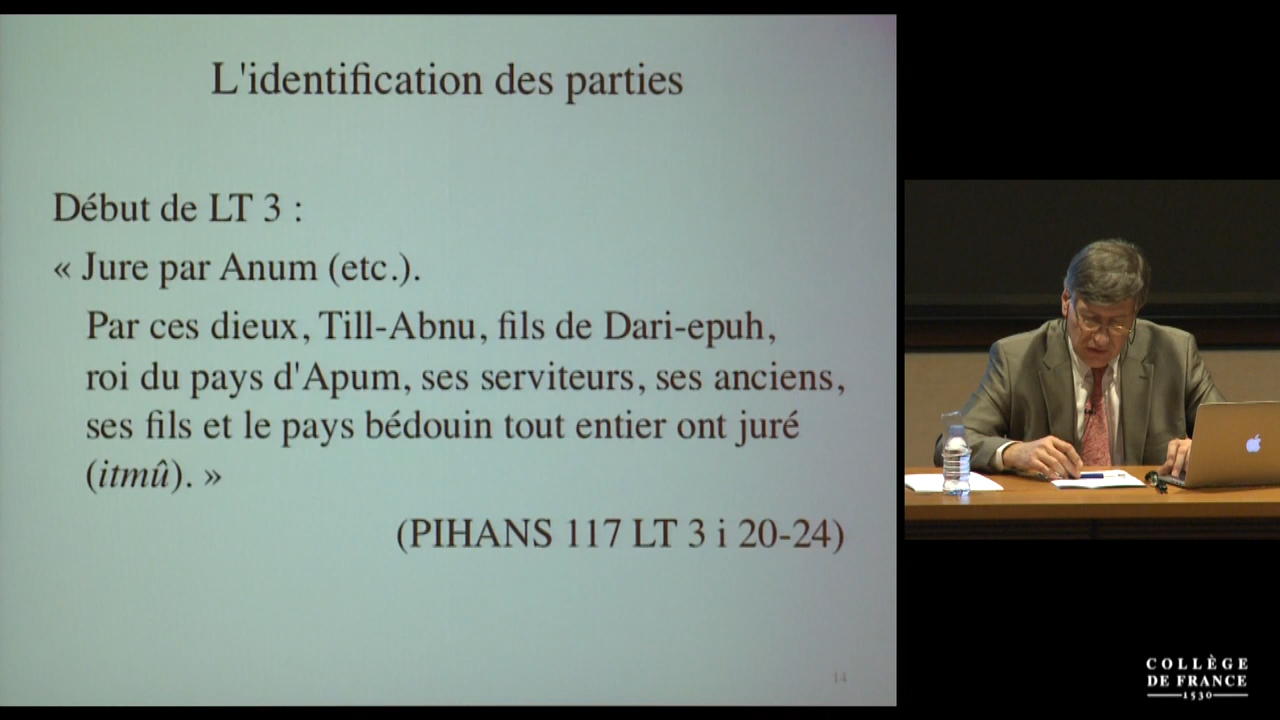 L'identification des parties
Début de LT 3 :
« Jure par Anum (etc.).
Par ces dieux, Till-Abnu, fils de Dari-epuh,
roi du pays d'Apum, ses serviteurs, ses anciens,
ses fils et le pays bédouin tout entier ont juré
(itmû). »
(PIHANS 117 LT 3 i 20-24)
14
COLLÈGE
DE FRANCE
1530